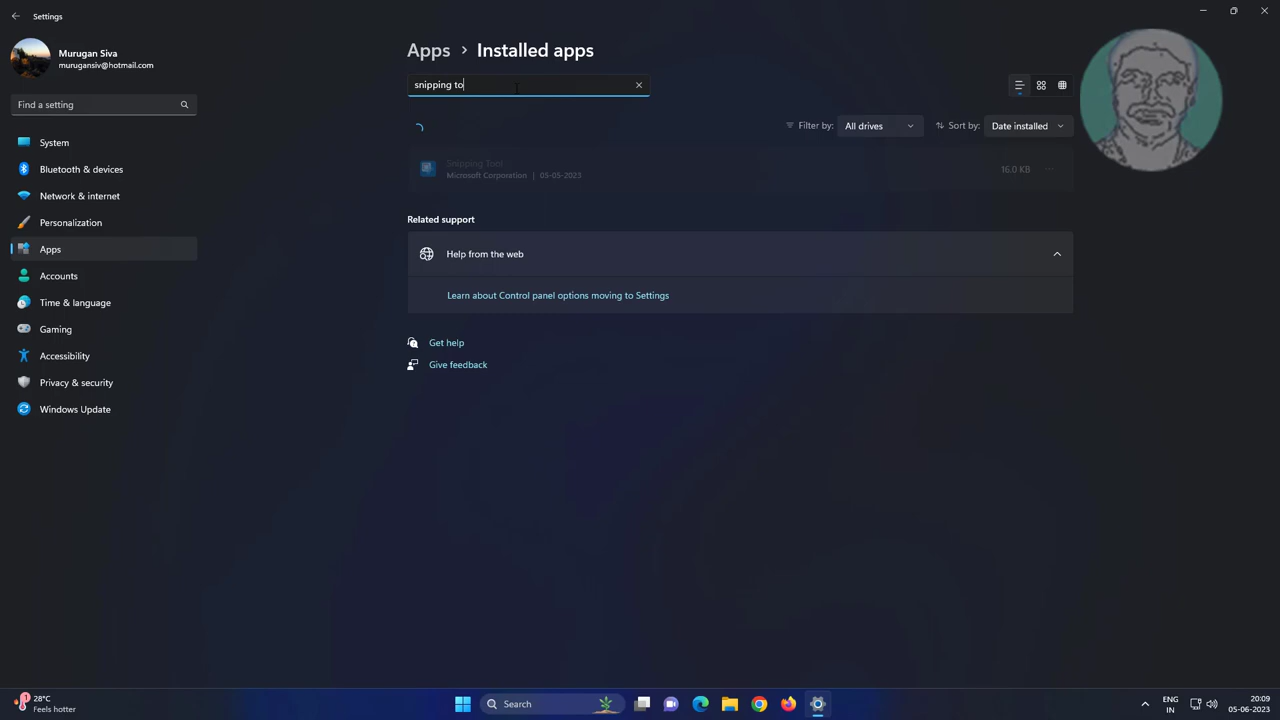 Settings
Murugan Siva
murugansiv@hotmail.com
Find a setting
System
Bluetooth & devices
Network & internet
Personalization
Apps
Accounts
Time & language
Gaming
Accessibility
Privacy & security
Windows Update
Apps > Installed apps
snipping to
Filter by: All drives
Sort by: Date installed
Snipping Tool
Microsoft Corporation | 05-05-2023
16.0 KB
Related support
Help from the web
Learn about Control panel options moving to Settings
Get help
Give feedback
1
28°C
Feels hotter
Search
ENG
IN
20:09
05-06-2023